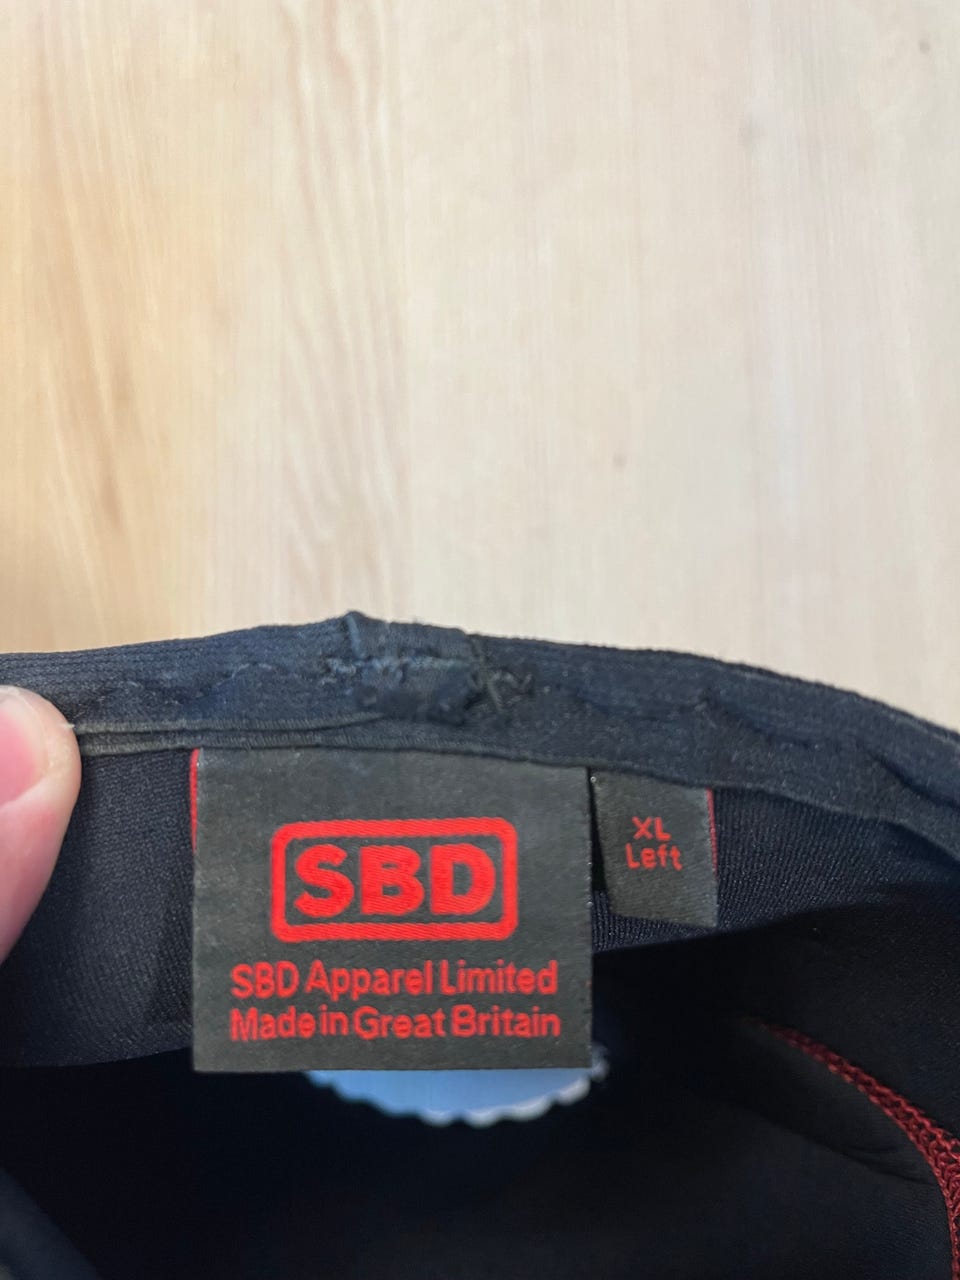 SBD
SBD Apparel Limited
Made in Great Britain
XL
Left